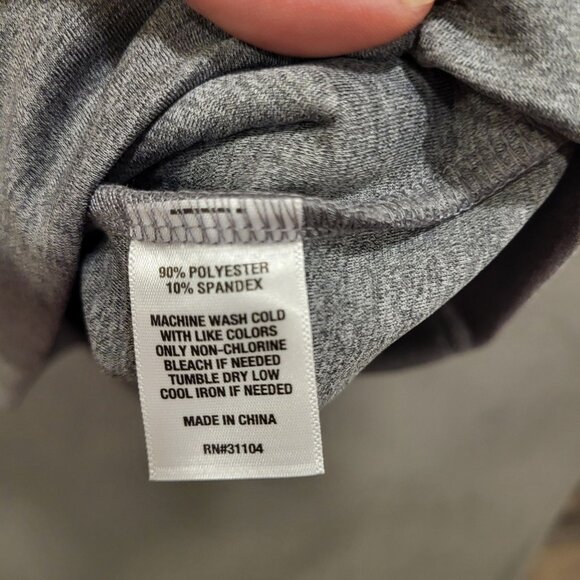 90% POLYESTER
10% SPANDEX
MACHINE WASH COLD
WITH LIKE COLORS
ONLY NON-CHLORINE
BLEACH IF NEEDED
TUMBLE DRY LOW
COOL IRON IF NEEDED
MADE IN CHINA
RN#31104